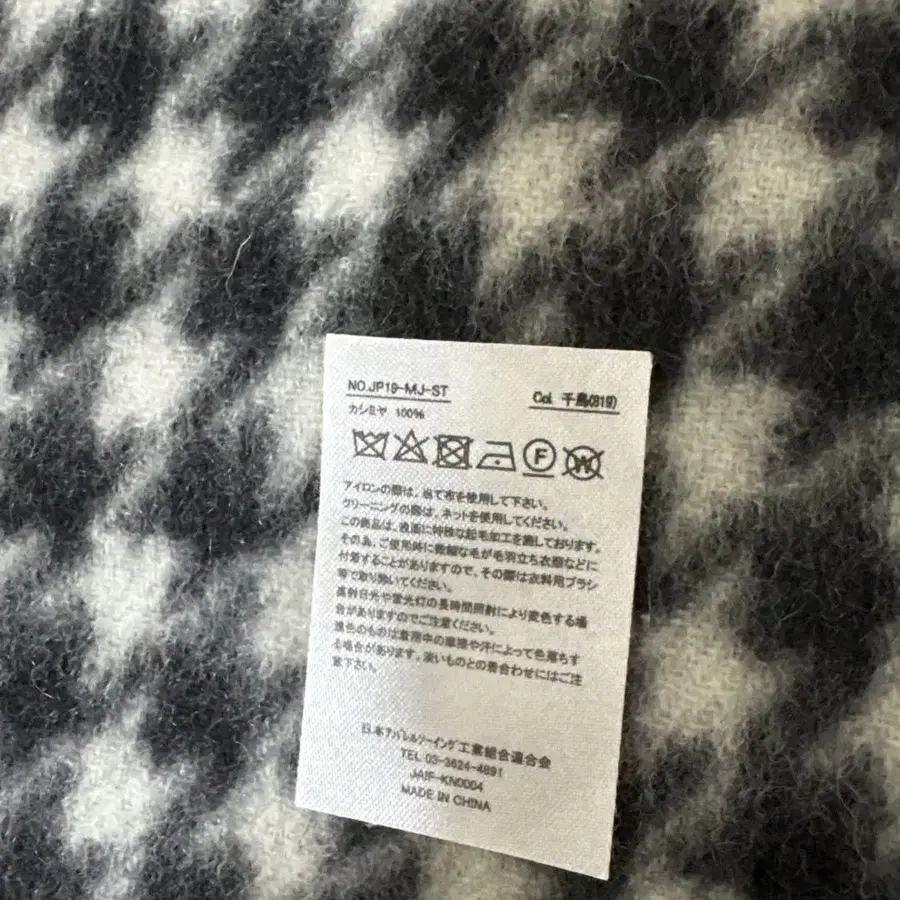 NO.JP19-MJ-ST
Col. 千鳥(819)
カシミヤ 100%
F
W
アイロンの際は、当て布を使用して下さい。
クリーニングの際は、ネットを使用してください。
この商品は、表面に特殊な起毛加工を施しております。
その為、ご使用時に微細な毛が毛羽立ち衣類などに
付着することがありますので、その際は衣料用ブラシ
等で取り除いてください。
直射日光や蛍光灯の長時間照射により変色する場
合がありますのでご注意ください。
濃色のものは着用中の摩擦や汗によって色落ちす
る場合があります。淡いものとの着合わせにはご注
意下さい。
日本アパレルソーイング工業組合連合会
TEL 03-3624-4891
JAIF-KN0004
MADE IN CHINA